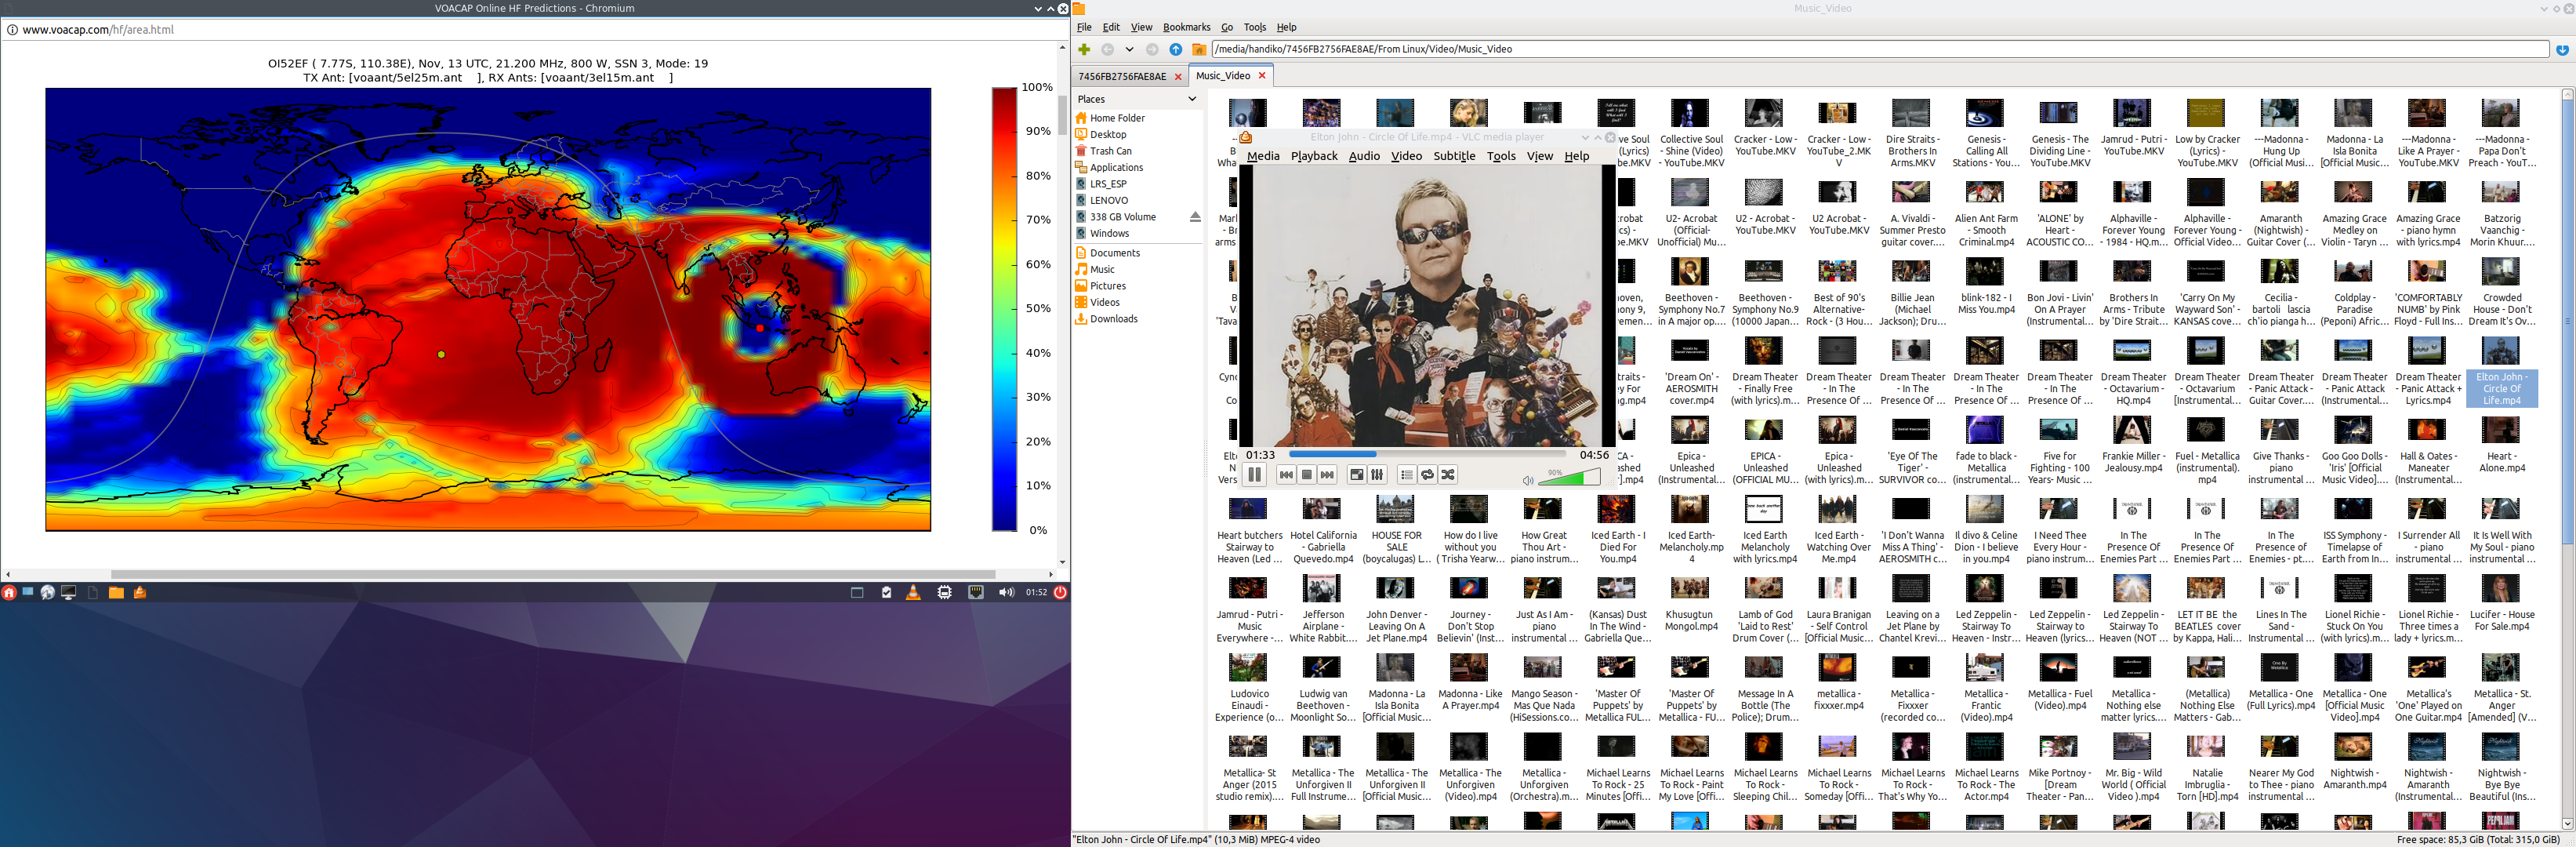 VOACAP Online HF Predictions - Chromium
www.voacap.com/hf/area.html
OI52EF ( 7.77S, 110.38E), Nov, 13 UTC, 21.200 MHz, 800 W, SSN 3, Mode: 19
TX Ant: [voaant/5el25m.ant ], RX Ants: [voaant/3el15m.ant ]
100%
90%
80%
70%
60%
50%
40%
30%
20%
10%
0%
01:52
Music_Video
File Edit View Bookmarks Go Tools Help
/media/handiko/7456FB2756FAE8AE/From Linux/Video/Music_Video
7456FB2756FAE8AE Music_Video
Places
Home Folder
Desktop
Trash Can
Applications
LRS_ESP
LENOVO
338 GB Volume
Windows
Documents
Music
Pictures
Videos
Downloads
Elton John - Circle Of Life.mp4 - VLC media player
Media Playback Audio Video Subtitle Tools View Help
01:33 04:56
90%
Collective Soul
- Shine (Video)
- YouTube.MKV
Cracker - Low -
YouTube.MKV
Cracker - Low -
YouTube_2.MK
V
Dire Straits -
Brothers In
Arms.MKV
Genesis -
Calling All
Stations - You...
Genesis - The
Dividing Line -
YouTube.MKV
Jamrud - Putri -
YouTube.MKV
Low by Cracker
(Lyrics) -
YouTube.MKV
---Madonna -
Hung Up
(Official Musi...
Madonna - La
Isla Bonita
[Official Music...
---Madonna -
Like A Prayer -
YouTube.MKV
---Madonna -
Papa Don't
Preach - YouT...
U2- Acrobat
(Official-
Unofficial) Mu...
U2 - Acrobat -
YouTube.MKV
U2 Acrobat -
YouTube.MKV
A. Vivaldi -
Summer Presto
guitar cover....
Alien Ant Farm
- Smooth
Criminal.mp4
'ALONE' by
Heart -
ACOUSTIC CO...
Alphaville -
Forever Young
- 1984 - HQ.m...
Alphaville -
Forever Young -
Official Video...
Amaranth
(Nightwish) -
Guitar Cover (...
Amazing Grace
Medley on
Violin - Taryn ...
Amazing Grace
- piano hymn
with lyrics.mp4
Batzorig
Vaanchig -
Morin Khuur....
Beethoven -
Symphony No.7
in A major op....
Beethoven -
Symphony No.9
(10000 Japan...
Best of 90's
Alternative-
Rock - (3 Hou...
Billie Jean
(Michael
Jackson); Dru...
blink-182 - I
Miss You.mp4
Bon Jovi - Livin'
On A Prayer
(Instrumental...
Brothers In
Arms - Tribute
by 'Dire Strait...
'Carry On My
Wayward Son' -
KANSAS cove...
Cecilia -
bartoli lascia
ch'io pianga h...
Coldplay -
Paradise
(Peponi) Afric...
'COMFORTABLY
NUMB' by Pink
Floyd - Full Ins...
Crowded
House - Don't
Dream It's Ov...
'Dream On' -
AEROSMITH
cover.mp4
Dream Theater
- Finally Free
(with lyrics).m...
Dream Theater
- In The
Presence Of ...
Dream Theater
- In The
Presence Of ...
Dream Theater
- In The
Presence Of ...
Dream Theater
- In The
Presence Of ...
Dream Theater
- Octavarium -
HQ.mp4
Dream Theater
- Octavarium
[Instrumental...
Dream Theater
- Panic Attack -
Guitar Cover....
Dream Theater
- Panic Attack
(Instrumental...
Dream Theater
- Panic Attack +
Lyrics.mp4
Elton John -
Circle Of
Life.mp4
Epica -
Unleashed
(Instrumental...
EPICA -
Unleashed
(OFFICIAL MU...
Epica -
Unleashed
(with lyrics).m...
'Eye Of The
Tiger' -
SURVIVOR co...
fade to black -
Metallica
(instrumental...
Five for
Fighting - 100
Years- Music ...
Frankie Miller -
Jealousy.mp4
Fuel - Metallica
(instrumental).
mp4
Give Thanks -
piano
instrumental ...
Goo Goo Dolls -
'Iris' [Official
Music Video]....
Hall & Oates -
Maneater
(Instrumental...
Heart -
Alone.mp4
Heart butchers
Stairway to
Heaven (Led ...
Hotel California
- Gabriella
Quevedo.mp4
HOUSE FOR
SALE
(boycalugas) L...
How do I live
without you
( Trisha Yearw...
How Great
Thou Art -
piano instrum...
Iced Earth - I
Died For
You.mp4
Iced Earth-
Melancholy.mp
4
Iced Earth
Melancholy
with lyrics.mp4
Iced Earth -
Watching Over
Me.mp4
'I Don't Wanna
Miss A Thing' -
AEROSMITH c...
Il divo & Celine
Dion - I believe
in you.mp4
I Need Thee
Every Hour -
piano instrum...
In The
Presence Of
Enemies Part ...
In The
Presence Of
Enemies Part ...
In The
Presence of
Enemies - pt....
ISS Symphony -
Timelapse of
Earth from In...
I Surrender All
- piano
instrumental ...
It Is Well With
My Soul - piano
instrumental ...
Jamrud - Putri -
Music
Everywhere -...
Jefferson
Airplane -
White Rabbit....
John Denver -
Leaving On A
Jet Plane.mp4
Journey -
Don't Stop
Believin' (Inst...
Just As I Am -
piano
instrumental ...
(Kansas) Dust
In The Wind -
Gabriella Que...
Khusugtun
Mongol.mp4
Lamb of God
'Laid to Rest'
Drum Cover (...
Laura Branigan
- Self Control
[Official Music...
Leaving on a
Jet Plane by
Chantel Krevi...
Led Zeppelin -
Stairway To
Heaven - Instr...
Led Zeppelin -
Stairway to
Heaven (lyrics...
Led Zeppelin -
Stairway To
Heaven (NOT ...
LET IT BE the
BEATLES cover
by Kappa, Hali...
Lines In The
Sand -
Instrumental ...
Lionel Richie -
Stuck On You
(with lyrics).m...
Lionel Richie -
Three times a
lady + lyrics.m...
Lucifer - House
For Sale.mp4
Ludovico
Einaudi -
Experience (o...
Ludwig van
Beethoven -
Moonlight So...
Madonna - La
Isla Bonita
[Official Music...
Madonna - Like
A Prayer.mp4
Mango Season -
Mas Que Nada
(HiSessions.co...
'Master Of
Puppets' by
Metallica FUL...
'Master Of
Puppets' by
Metallica - FU...
Message In A
Bottle (The
Police); Drum...
metallica -
fixxxer.mp4
Metallica -
Fixxxer
(recorded co...
Metallica -
Frantic
(Video).mp4
Metallica - Fuel
(Video).mp4
Metallica -
Nothing else
matter lyrics....
(Metallica)
Nothing Else
Matters - Gab...
Metallica - One
(Full Lyrics).mp4
Metallica - One
[Official Music
Video].mp4
Metallica's
'One' Played on
One Guitar.mp4
Metallica - St.
Anger
[Amended] (V...
Metallica- St
Anger (2015
studio remix)....
Metallica - The
Unforgiven II
Full Instrume...
Metallica - The
Unforgiven II
[Official Music...
Metallica - The
Unforgiven
(Video).mp4
Metallica -
Unforgiven
(Orchestra).m...
Michael Learns
To Rock - 25
Minutes [Offi...
Michael Learns
To Rock - Paint
My Love [Offi...
Michael Learns
To Rock -
Sleeping Chil...
Michael Learns
To Rock -
Someday [Offi...
Michael Learns
To Rock -
That's Why Yo...
Michael Learns
To Rock - The
Actor.mp4
Mike Portnoy -
[Dream
Theater - Pan...
Mr. Big - Wild
World ( Official
Video ).mp4
Natalie
Imbruglia -
Torn [HD].mp4
Nearer My God
to Thee - piano
instrumental ...
Nightwish -
Amaranth.mp4
Nightwish -
Amaranth
(Instrumental...
Nightwish -
Bye Bye
Beautiful (Ins...
"Elton John - Circle Of Life.mp4" (10,3 MiB) MPEG-4 video
Free space: 85,3 GiB (Total: 315,0 GiB)